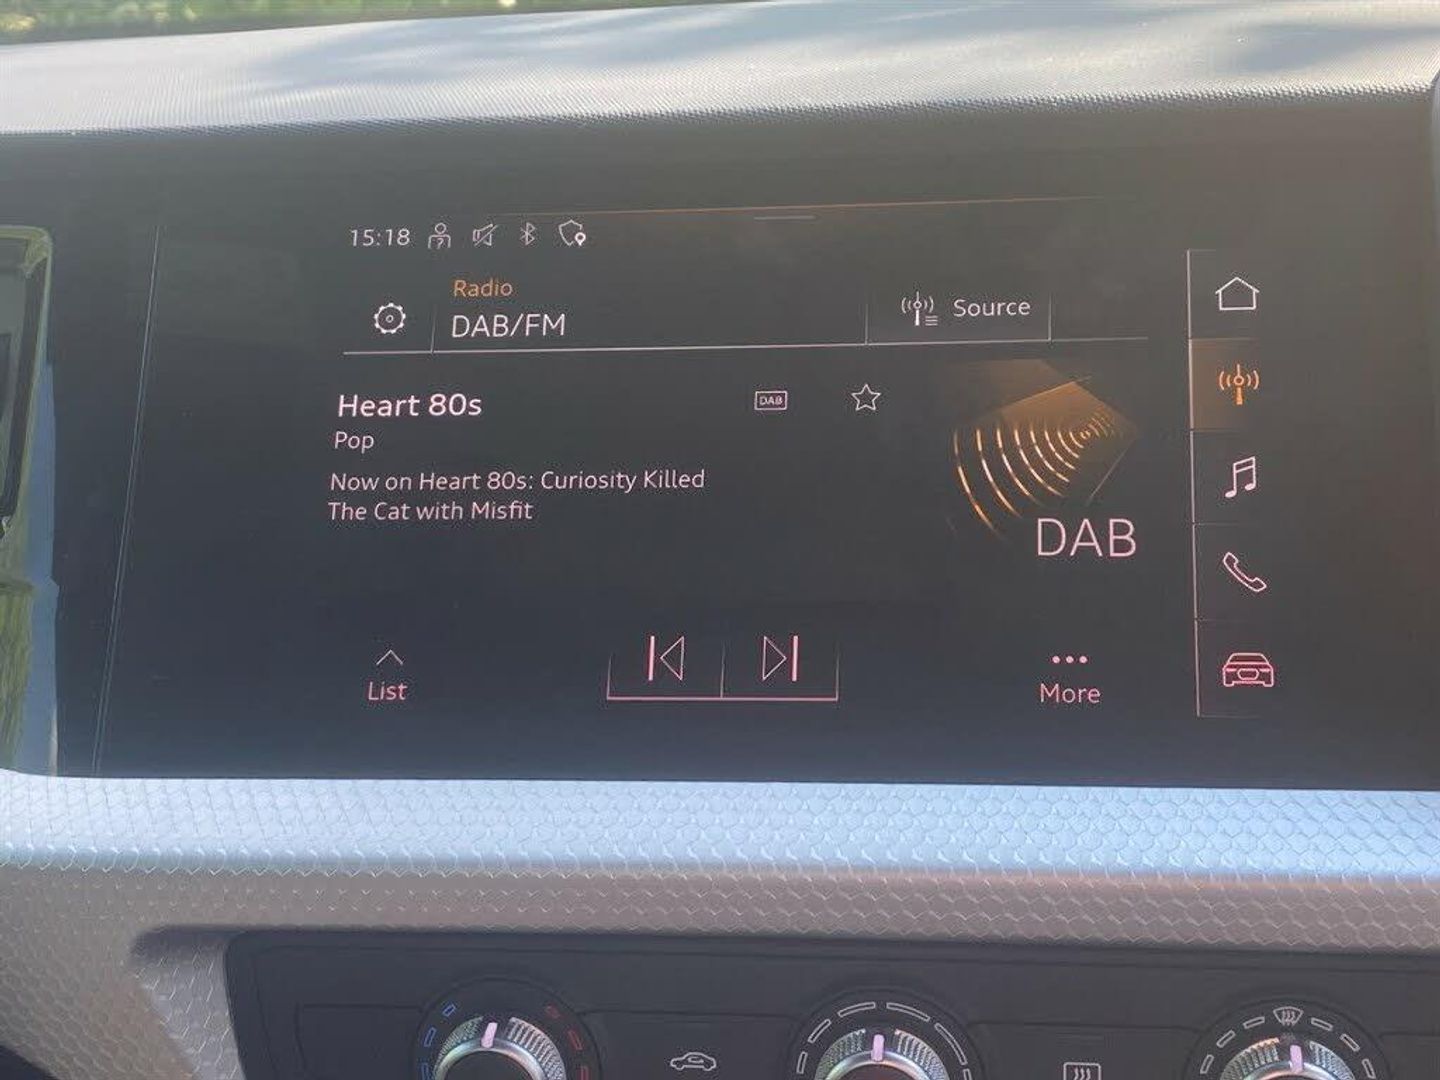 15:18
Radio
DAB/FM
Source
Heart 80s
DAB
Pop
Now on Heart 80s: Curiosity Killed
The Cat with Misfit
DAB
List
More